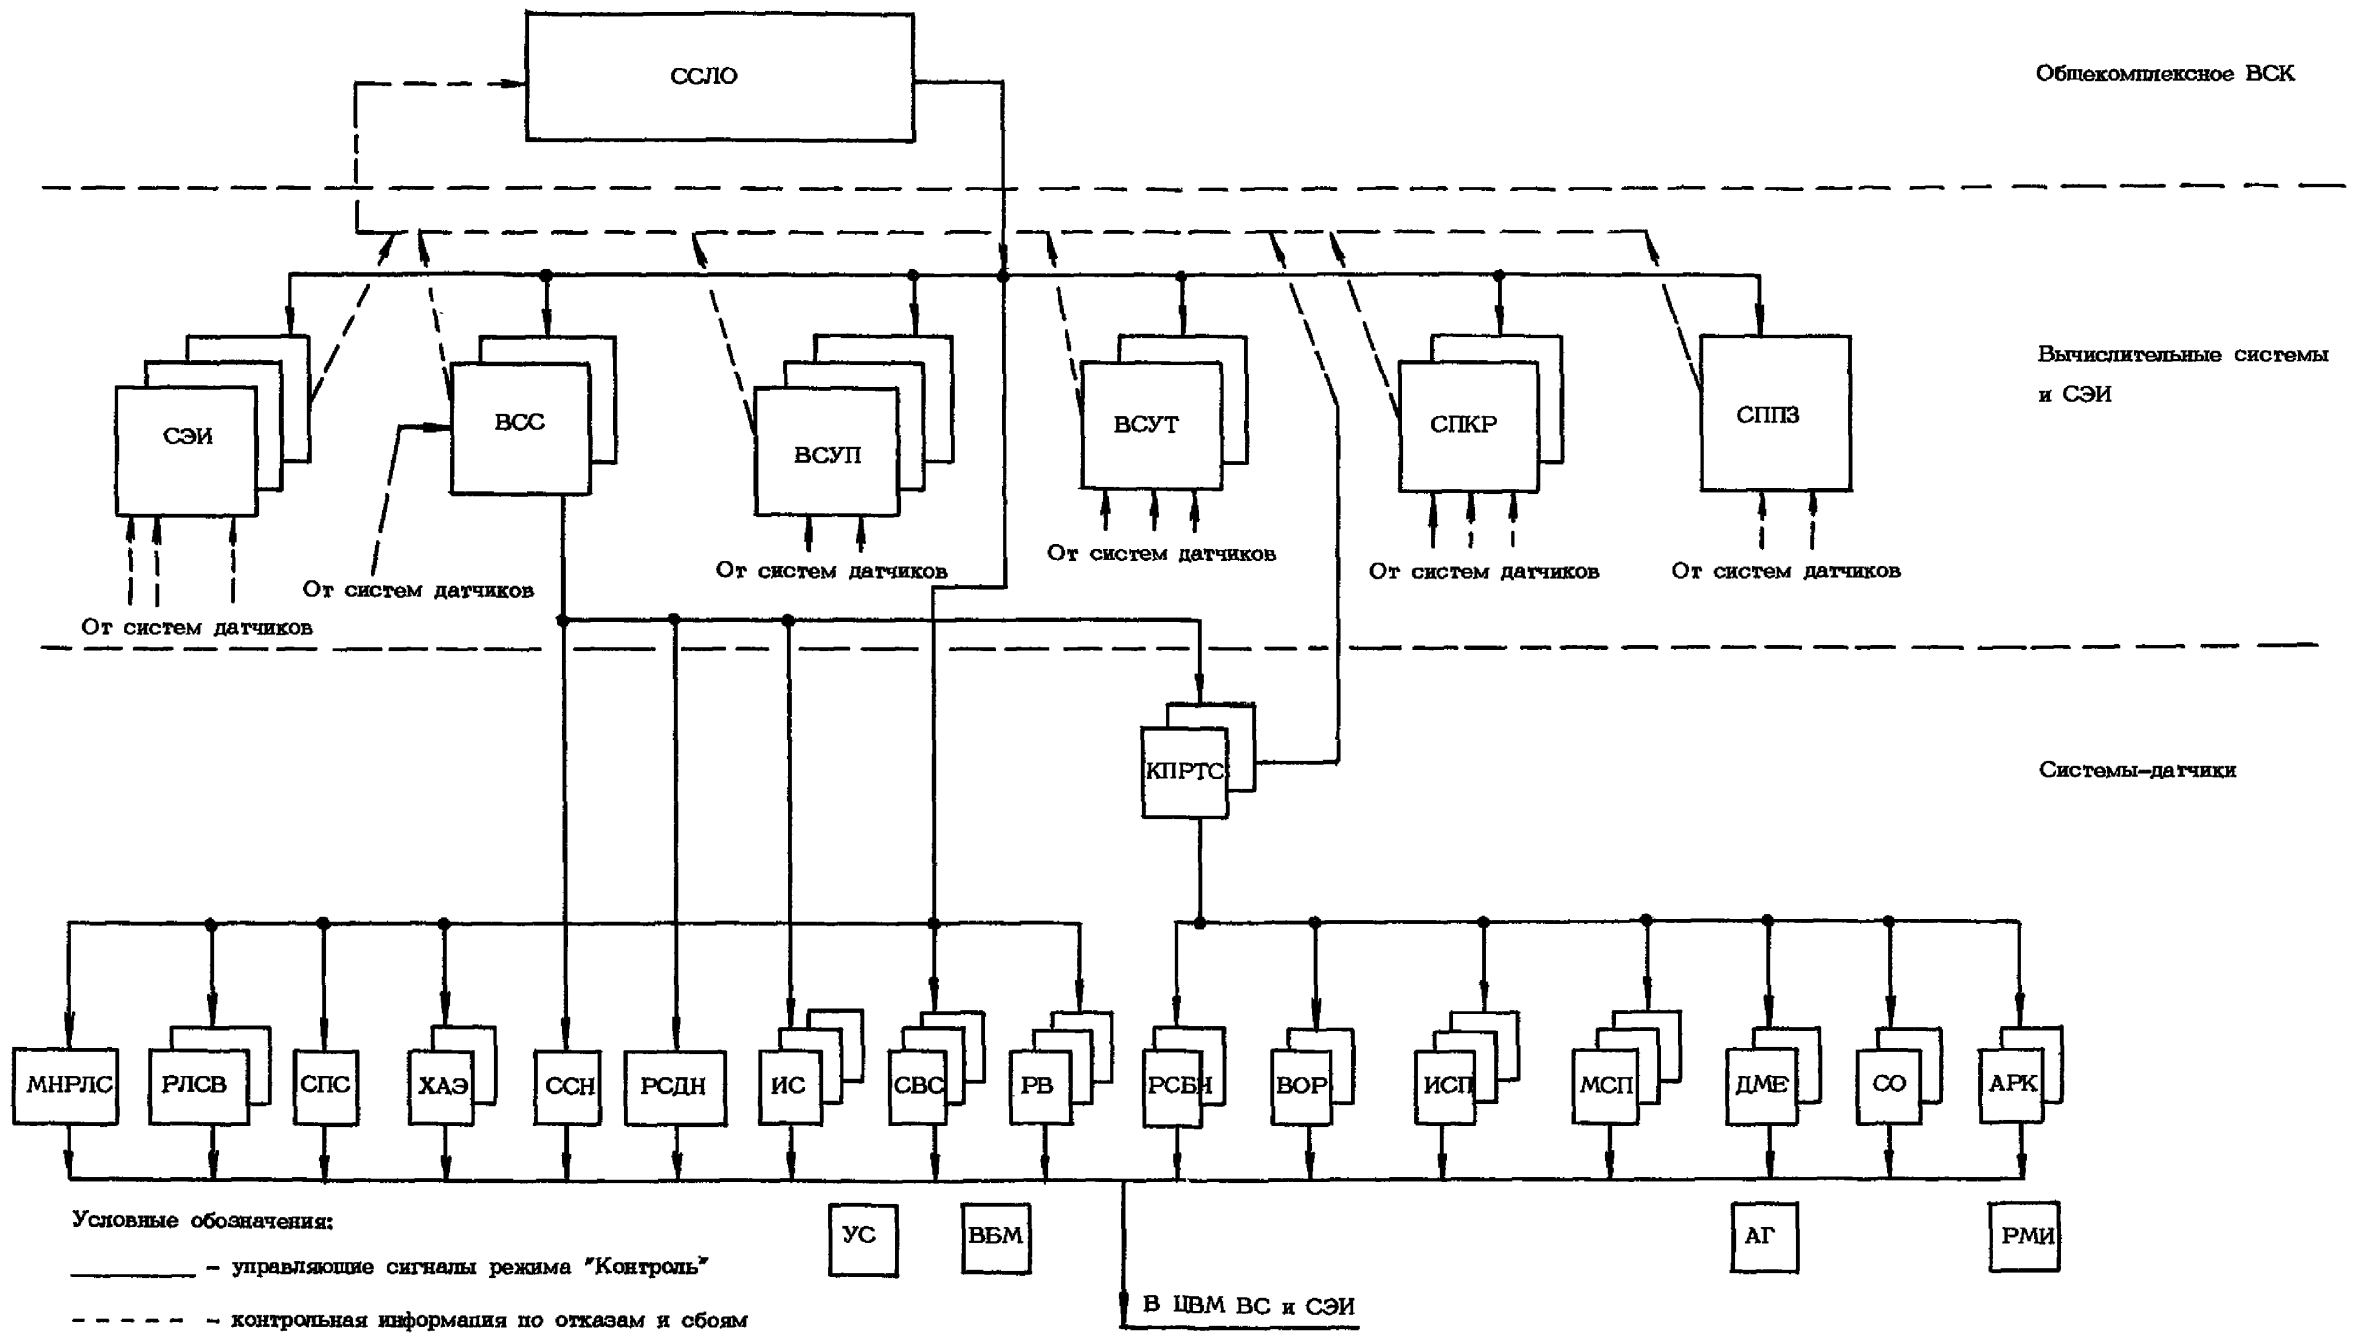 ССЛО
Общекомплексное ВСК
Вычислительные системы
и СЭИ
СЭИ
ВСС
ВСУП
ВСУТ
СПКР
СППЗ
От систем датчиков
От систем датчиков
От систем датчиков
От систем датчиков
От систем датчиков
От систем датчиков
КПРТС
Системы-датчики
МНРЛС
РЛСВ
СПС
ХАЭ
ССН
РСДН
ИС
СВС
РВ
РСБН
ВОР
ИСП
МСП
ДМЕ
СО
АРК
Условные обозначения:
УС
ВБМ
АГ
РМИ
- управляющие сигналы режима "Контроль"
В ЦВМ ВС и СЭИ
- контрольная информация по отказам и сбоям